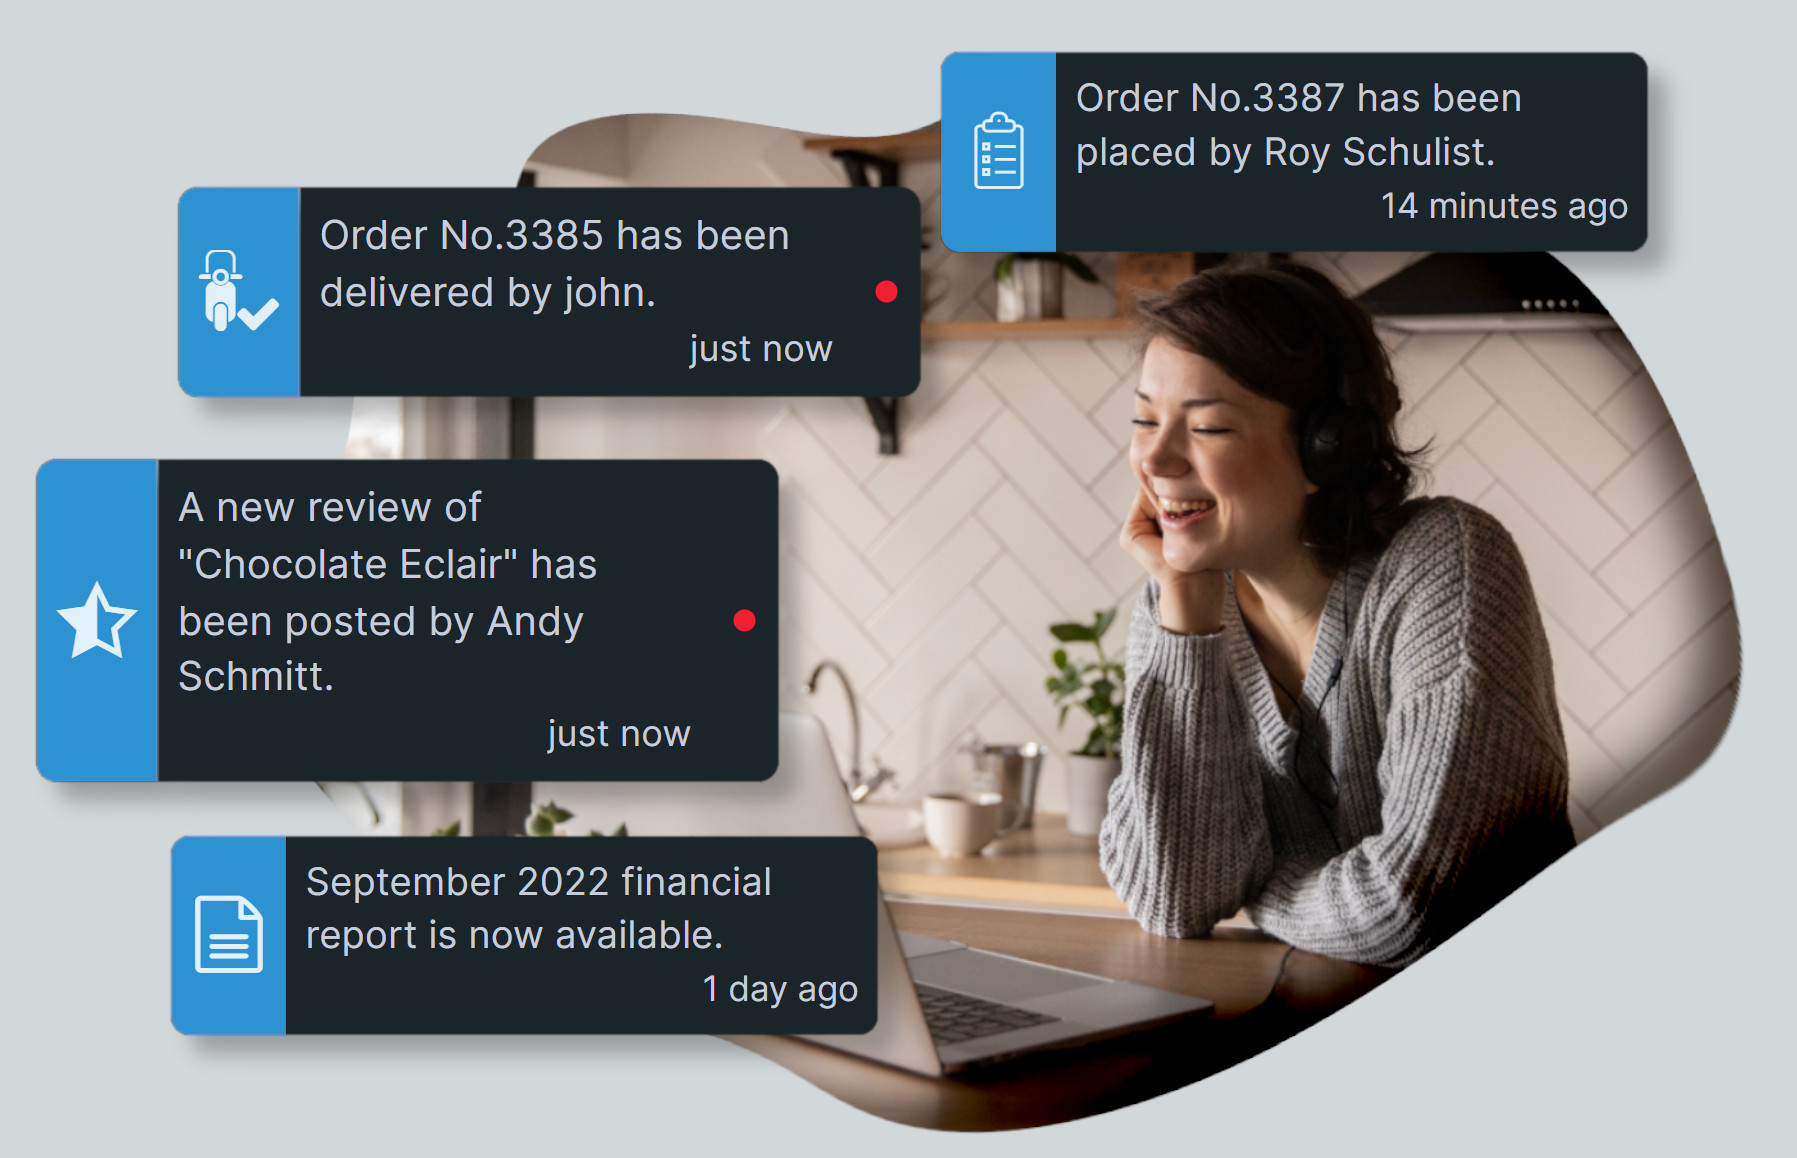 Order No.3387 has been
placed by Roy Schulist.
14 minutes ago
Order No.3385 has been
delivered by john.
just now
A new review of
"Chocolate Eclair" has
been posted by Andy
Schmitt.
just now
September 2022 financial
report is now available.
1 day ago